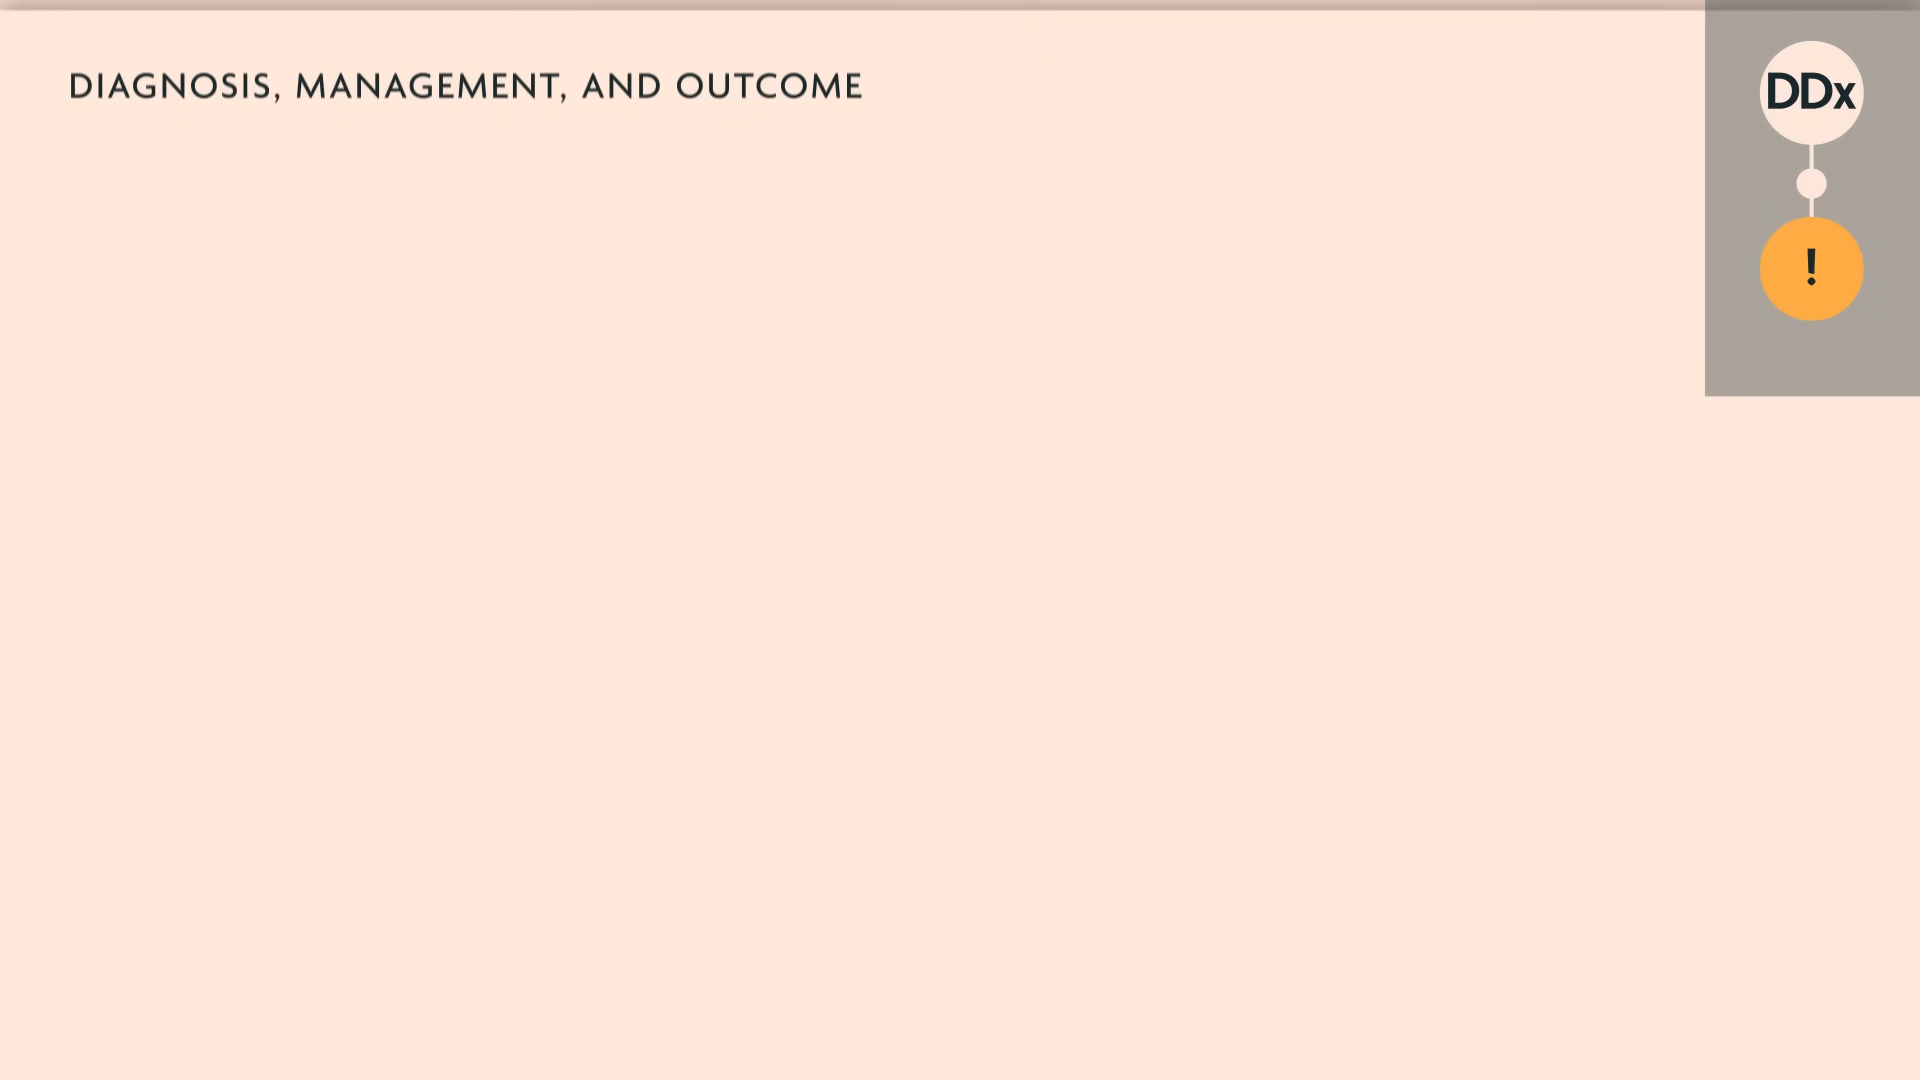 DIAGNOSIS, MANAGEMENT, AND OUTCOME
DDx
!